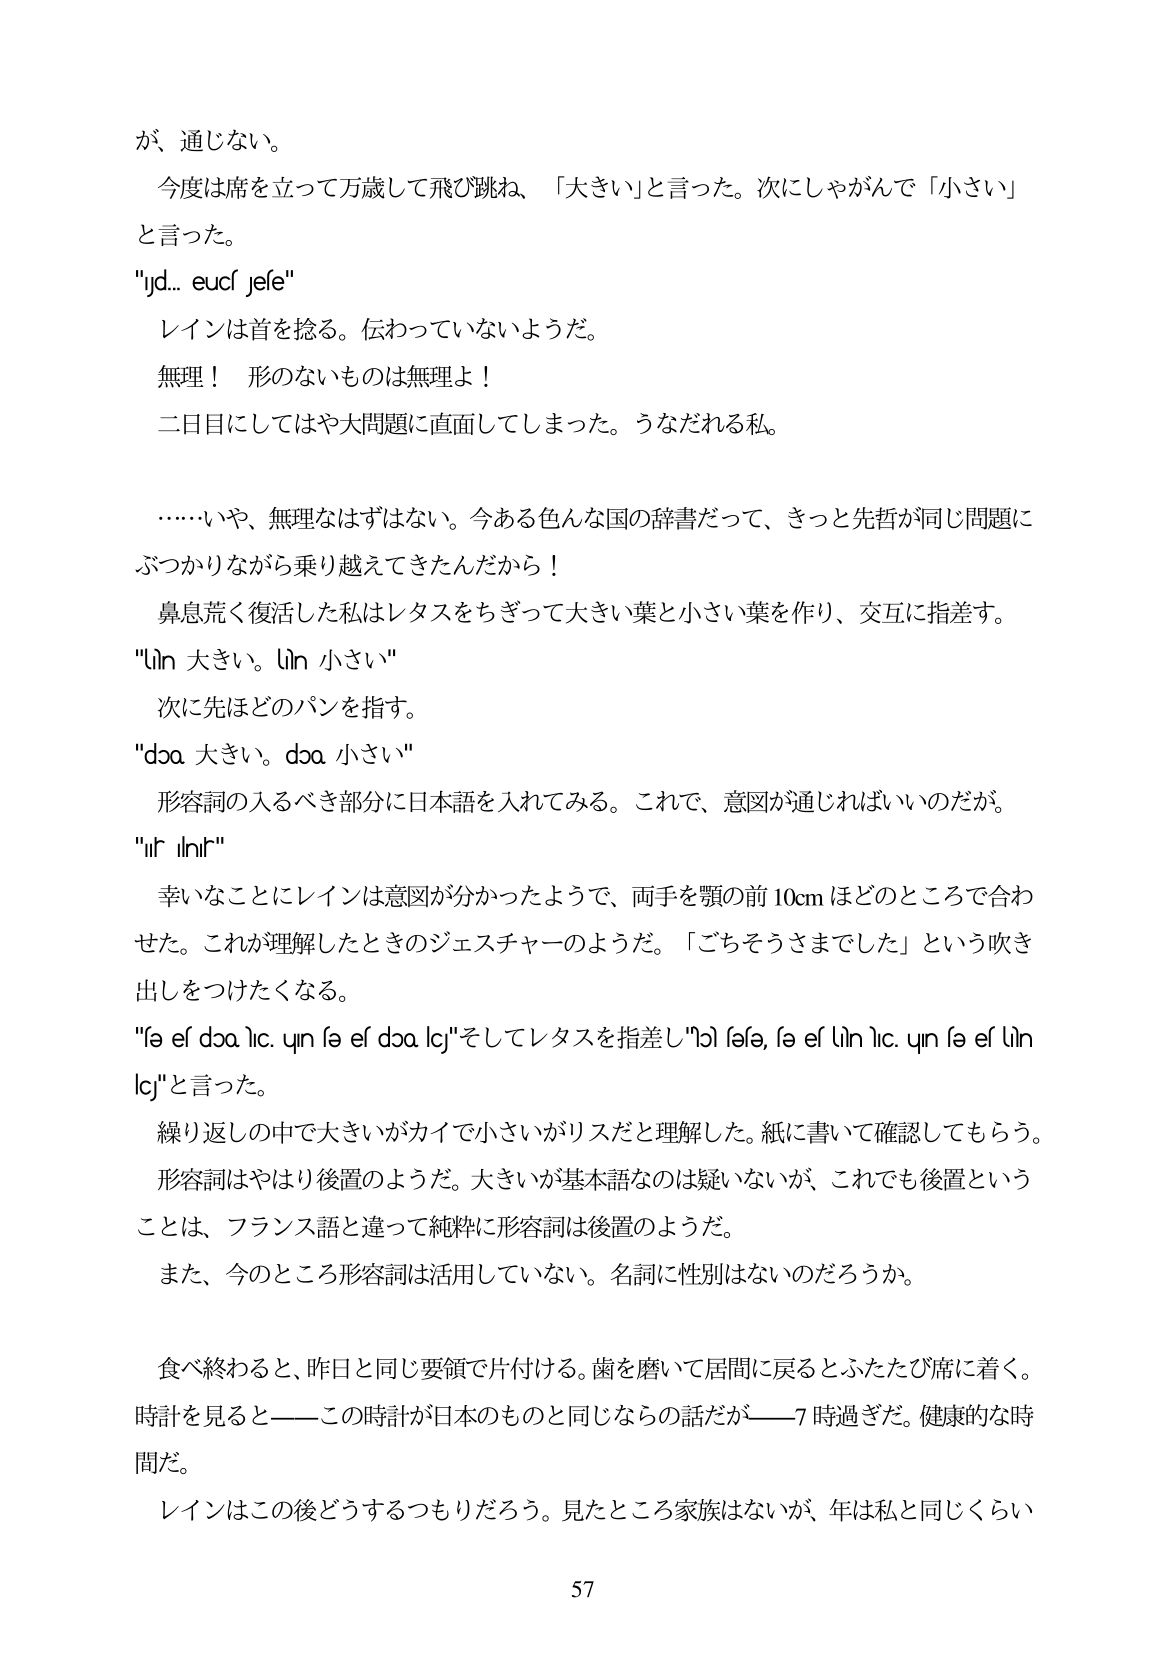 が、通じない。
今度は席を立って万歳して飛び跳ね、「大きい」と言った。次にしゃがんで「小さい」
と言った。
レインは首を捻る。伝わっていないようだ。
無理！　形のないものは無理よ！
二日目にしてはや大問題に直面してしまった。うなだれる私。
……いや、無理なはずはない。今ある色んな国の辞書だって、きっと先哲が同じ問題に
ぶつかりながら乗り越えてきたんだから！
鼻息荒く復活した私はレタスをちぎって大きい葉と小さい葉を作り、交互に指差す。
" 大きい。 小さい"
次に先ほどのパンを指す。
" 大きい。 小さい"
形容詞の入るべき部分に日本語を入れてみる。これで、意図が通じればいいのだが。
幸いなことにレインは意図が分かったようで、両手を顎の前 10cm ほどのところで合わ
せた。これが理解したときのジェスチャーのようだ。「ごちそうさまでした」という吹き
出しをつけたくなる。
そしてレタスを指差し
と言った。
繰り返しの中で大きいがカイで小さいがリスだと理解した。紙に書いて確認してもらう。
形容詞はやはり後置のようだ。大きいが基本語なのは疑いないが、これでも後置という
ことは、フランス語と違って純粋に形容詞は後置のようだ。
また、今のところ形容詞は活用していない。名詞に性別はないのだろうか。
食べ終わると、昨日と同じ要領で片付ける。歯を磨いて居間に戻るとふたたび席に着く。
時計を見ると――この時計が日本のものと同じならの話だが――7 時過ぎだ。健康的な時
間だ。
レインはこの後どうするつもりだろう。見たところ家族はないが、年は私と同じくらい
57